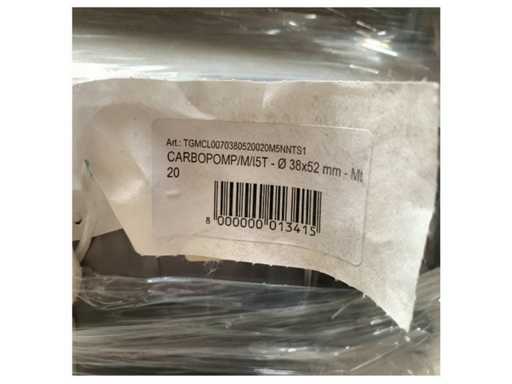 Art.: TGMCL0070380520020M5NNTS1
CARBOPOMP/M/I5T - Ø 38x52 mm - Mt
20
8 000000 013415